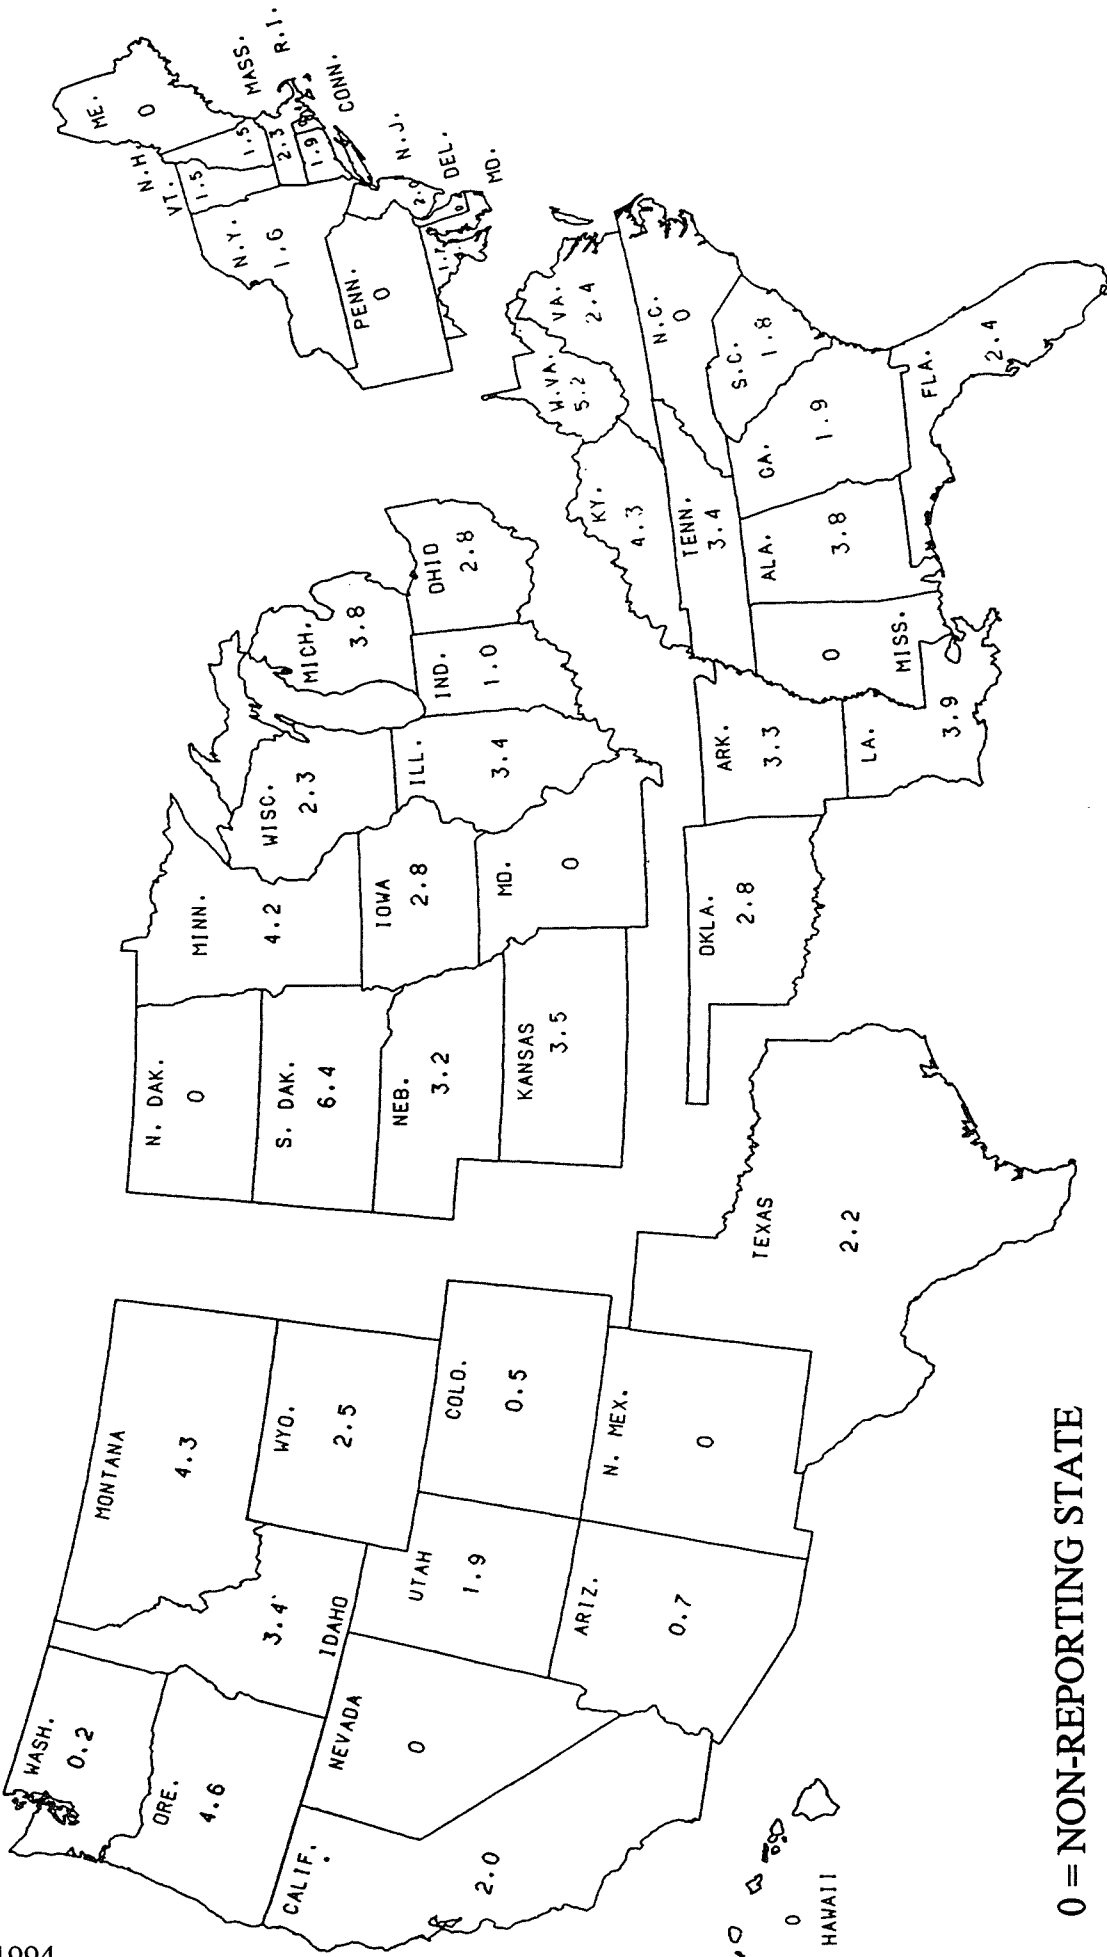 WASH.
0.2
ORE.
4.6
CALIF.
2.0
NEVADA
0
IDAHO
3.4
MONTANA
4.3
WYO.
2.5
UTAH
1.9
COLO.
0.5
ARIZ.
0.7
N. MEX.
0
HAWAII
0
N. DAK.
0
S. DAK.
6.4
NEB.
3.2
KANSAS
3.5
MINN.
4.2
IOWA
2.8
MO.
0
WISC.
2.3
ILL.
3.4
MICH.
3.8
IND.
1.0
OHIO
2.8
TEXAS
2.2
OKLA.
2.8
ARK.
3.3
LA.
3.9
MISS.
0
ALA.
3.8
TENN.
3.4
KY.
4.3
W.VA.
5.2
VA.
2.4
N.C.
0
S.C.
1.8
GA.
1.9
FLA.
2.4
ME.
0
N.H.
1.5
VT.
1.5
MASS.
2.3
R.I.
CONN.
1.9
N.Y.
1.6
PENN.
0
N.J.
DEL.
MD.
0 = NON-REPORTING STATE
1994